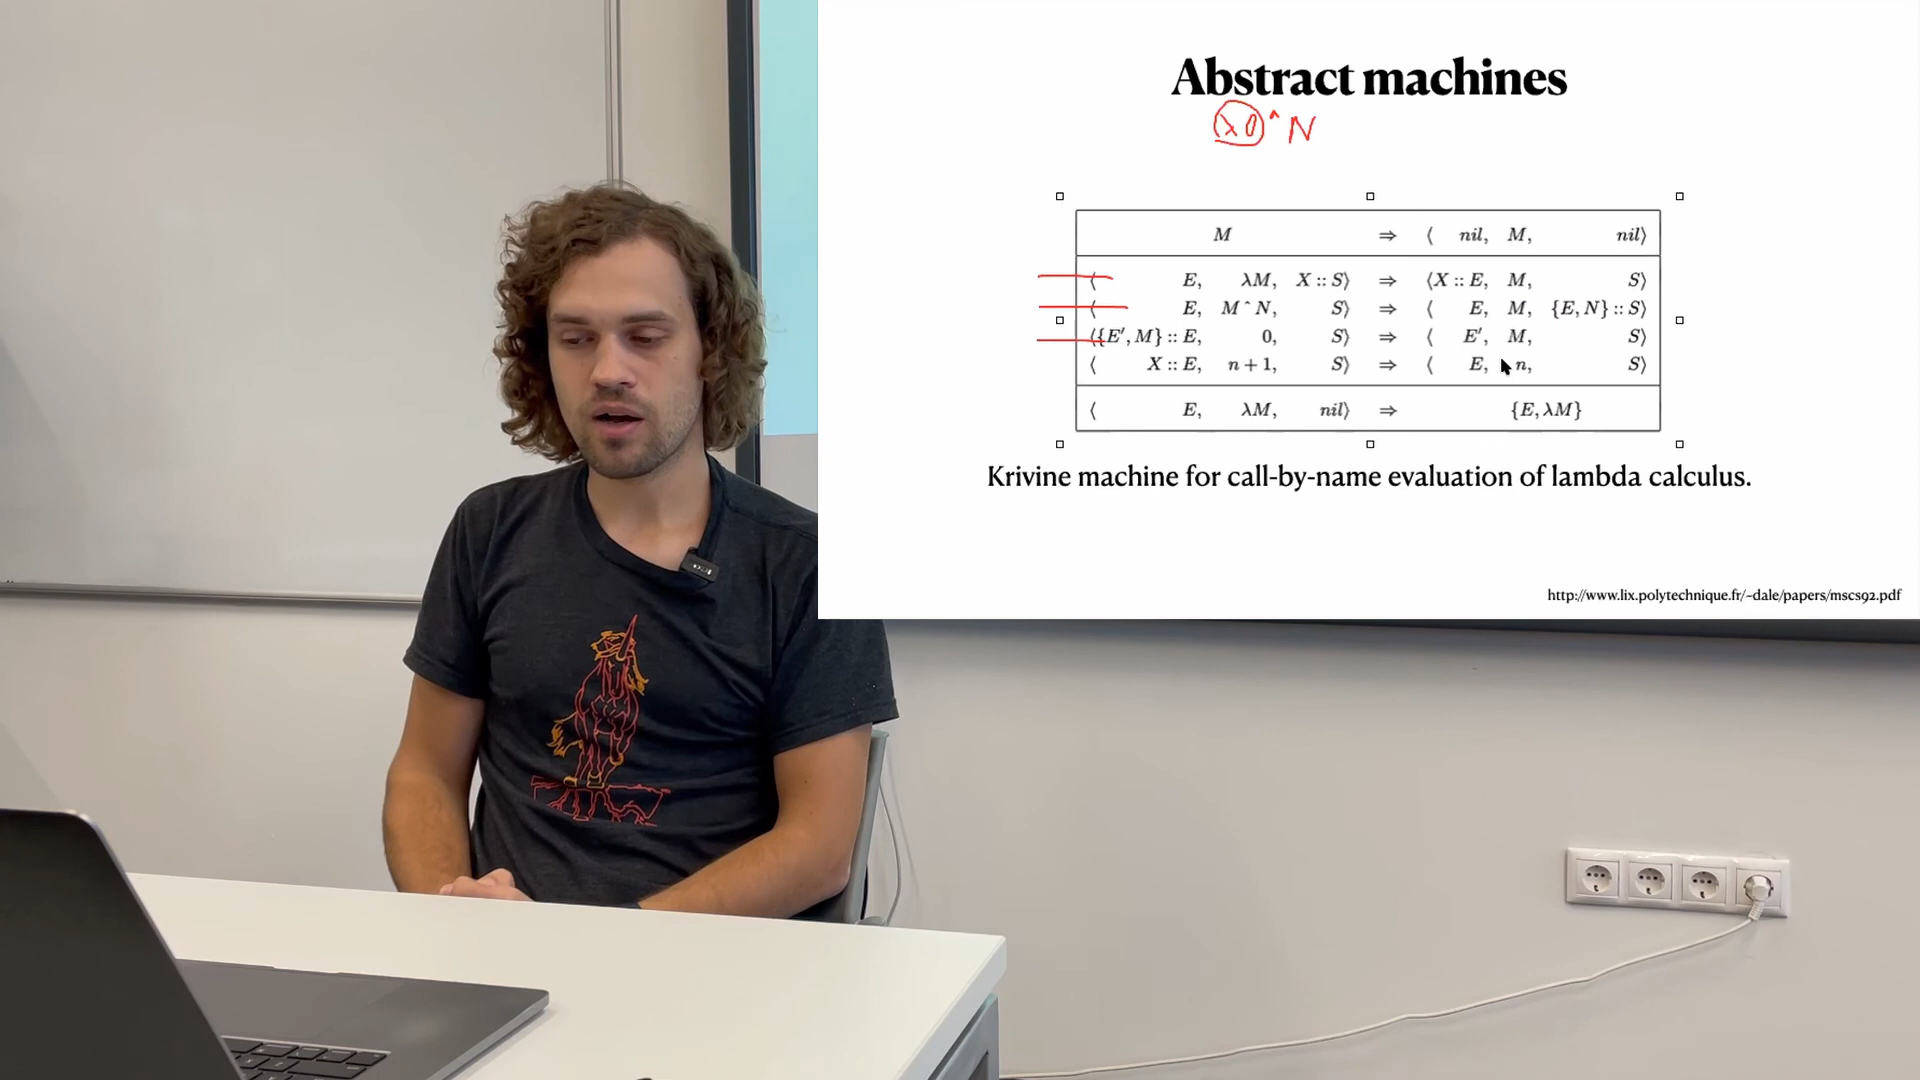 Abstract machines
λ0 ^ N
M ⇒ ⟨ nil, M, nil⟩
⟨ E, λM, X :: S⟩ ⇒ ⟨X :: E, M, S⟩
⟨ E, M ^ N, S⟩ ⇒ ⟨ E, M, {E, N} :: S⟩
⟨{E′, M} :: E, 0, S⟩ ⇒ ⟨ E′, M, S⟩
⟨ X :: E, n + 1, S⟩ ⇒ ⟨ E, n, S⟩
⟨ E, λM, nil⟩ ⇒ {E, λM}
Krivine machine for call-by-name evaluation of lambda calculus.
http://www.lix.polytechnique.fr/~dale/papers/mscs92.pdf